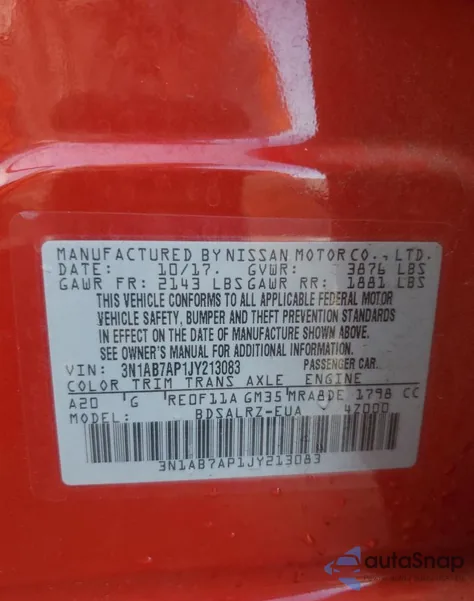 MANUFACTURED BY NISSAN MOTOR CO., LTD.
DATE: 10/17. GVWR: 3876 LBS
GAWR FR: 2143 LBS GAWR RR: 1881 LBS
THIS VEHICLE CONFORMS TO ALL APPLICABLE FEDERAL MOTOR
VEHICLE SAFETY, BUMPER AND THEFT PREVENTION STANDARDS
IN EFFECT ON THE DATE OF MANUFACTURE SHOWN ABOVE.
SEE OWNER'S MANUAL FOR ADDITIONAL INFORMATION.
VIN: 3N1AB7AP1JY213083 PASSENGER CAR
COLOR TRIM TRANS AXLE ENGINE
A20 G RE0F11A GM35 MRA8DE 1798 CC
MODEL: BDSALRZ-EUA 4Z000
3N1AB7AP1JY213083
autaSnap